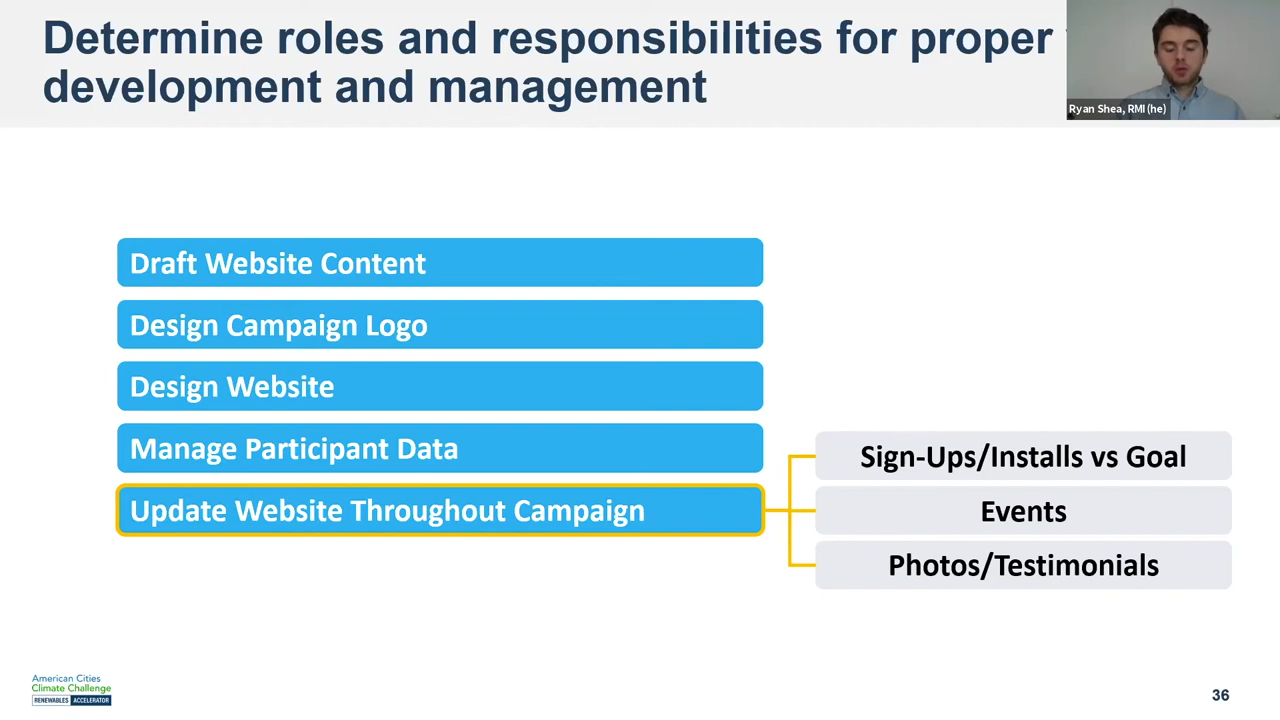 Determine roles and responsibilities for proper
development and management
Ryan Shea, RMI (he)
Draft Website Content
Design Campaign Logo
Design Website
Manage Participant Data
Update Website Throughout Campaign
Sign-Ups/Installs vs Goal
Events
Photos/Testimonials
American Cities
Climate Challenge
RENEWABLES ACCELERATOR
36